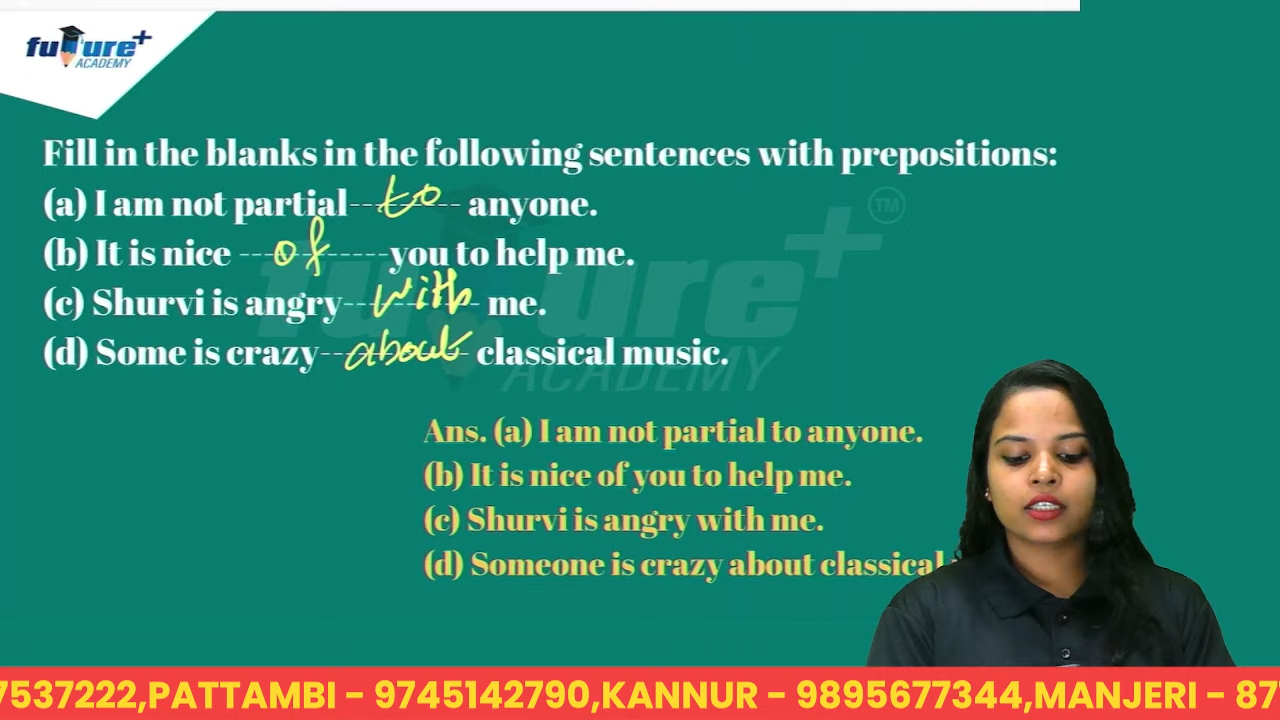 future+
ACADEMY
Fill in the blanks in the following sentences with prepositions:
(a) I am not partial-- to -- anyone.
(b) It is nice --- of -----you to help me.
(c) Shurvi is angry-- with - me.
(d) Some is crazy-- about - classical music.
future+ TM
ACADEMY
Ans. (a) I am not partial to anyone.
(b) It is nice of you to help me.
(c) Shurvi is angry with me.
(d) Someone is crazy about classical
7537222,PATTAMBI - 9745142790,KANNUR - 9895677344,MANJERI - 87